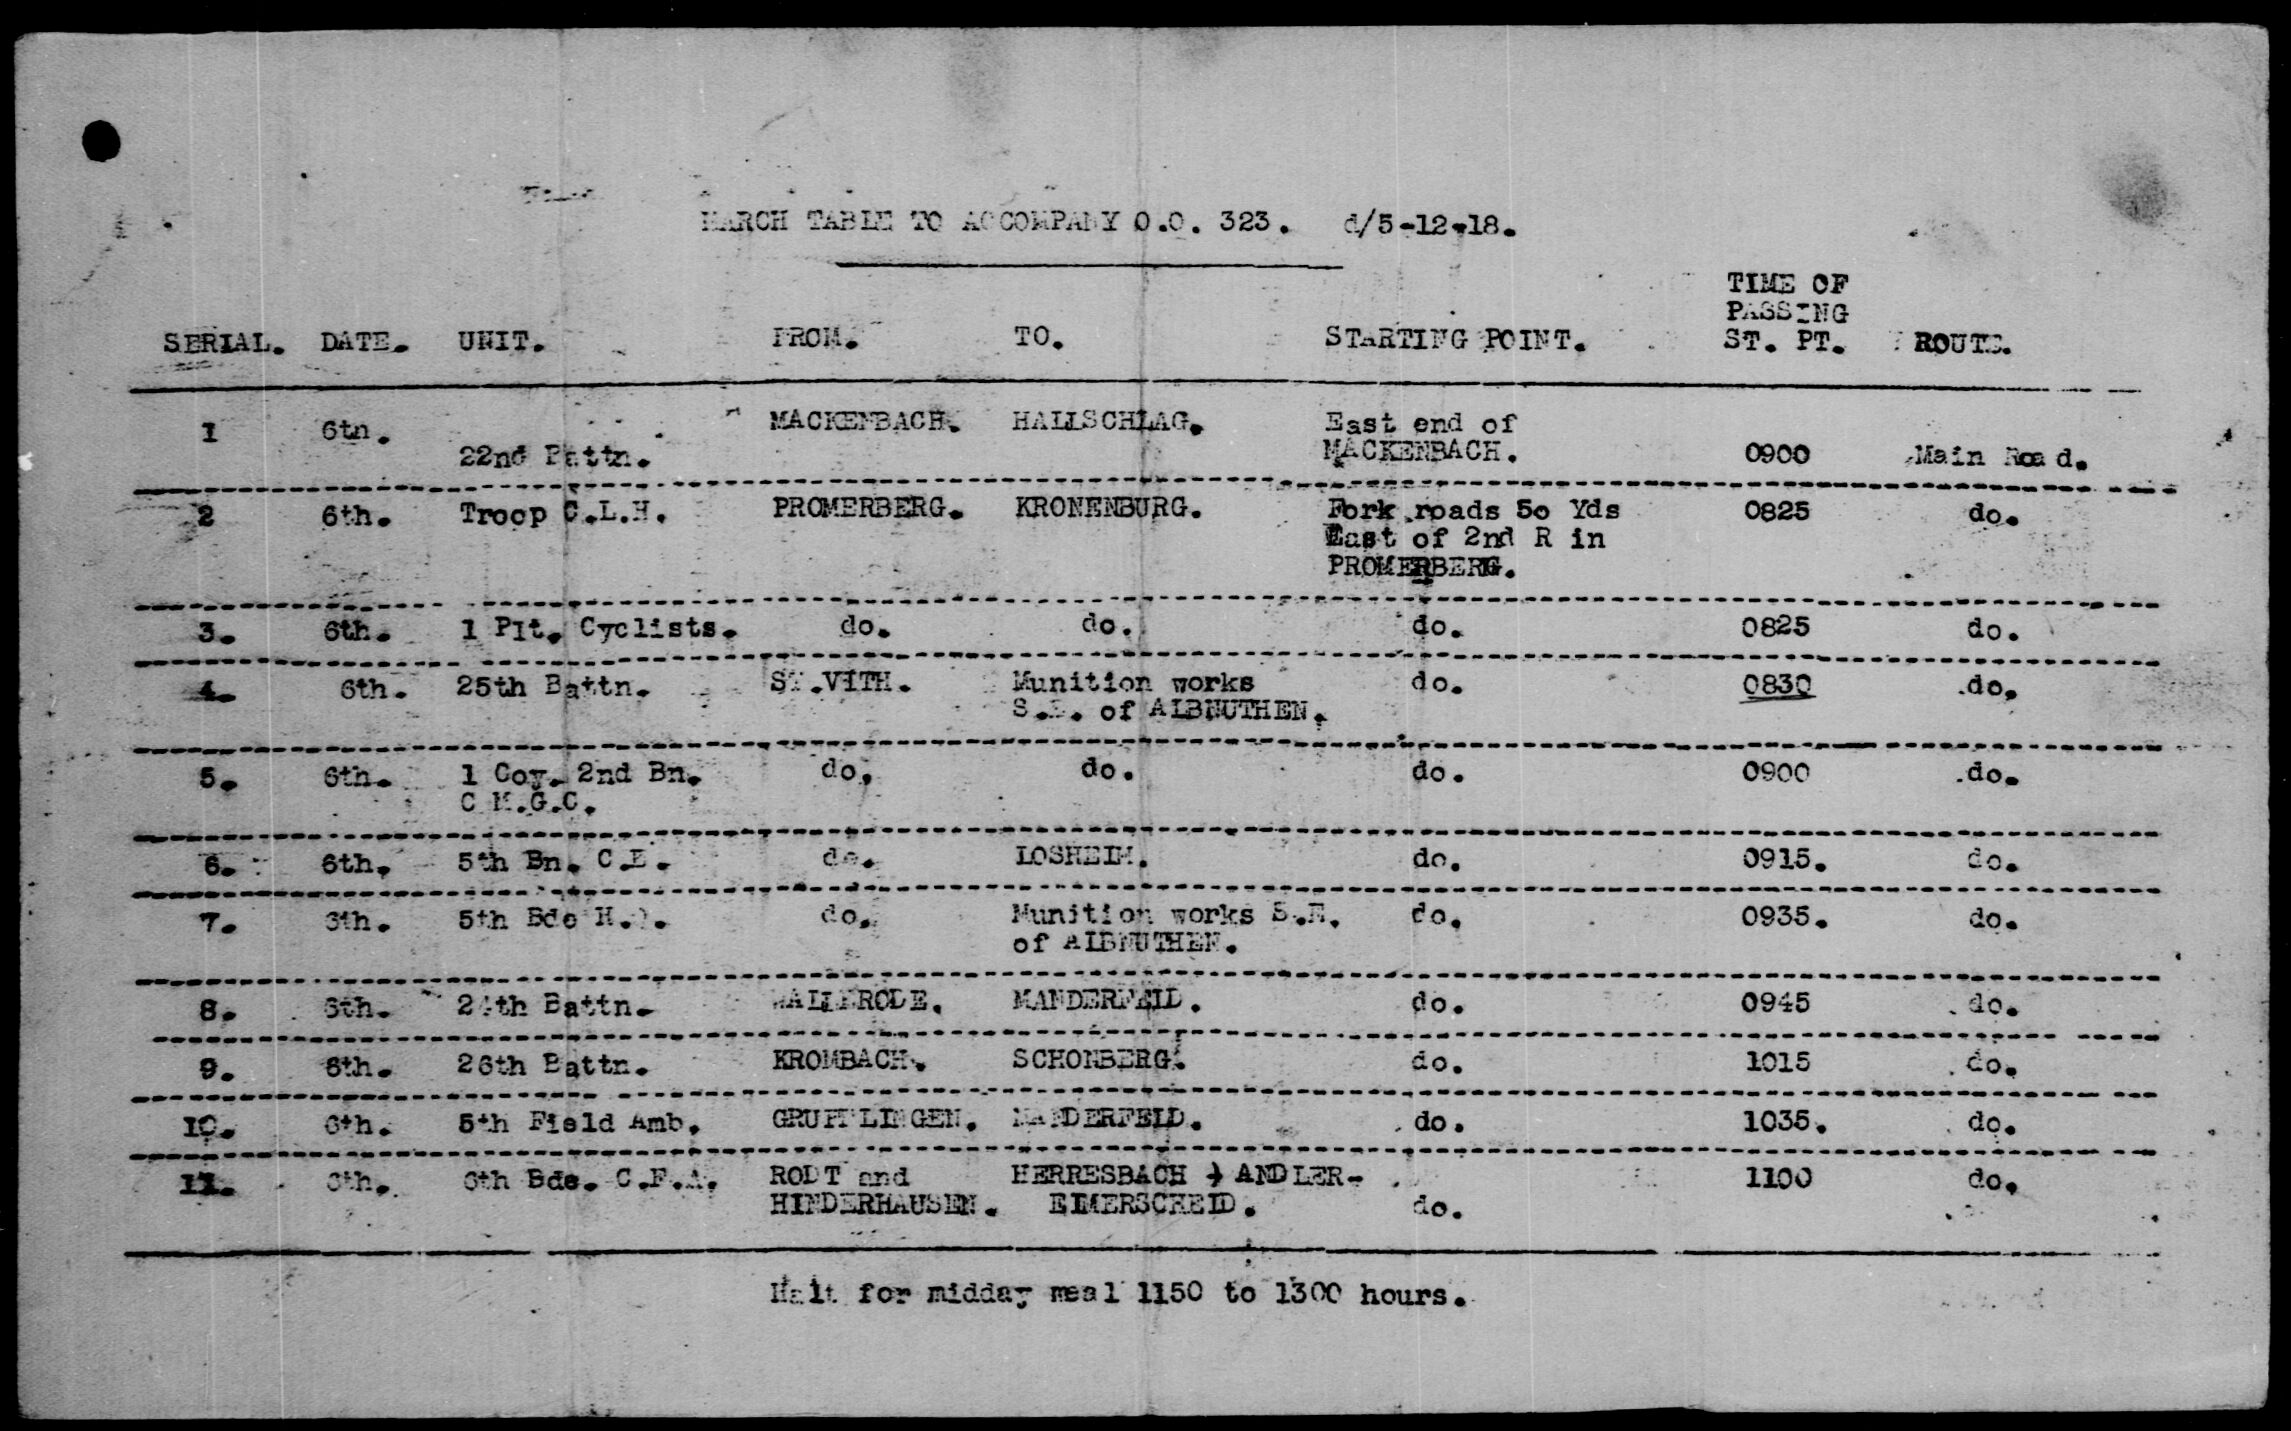 MARCH TABLE TO ACCOMPANY O.O. 323. d/5-12-18.
TIME OF
PASSING
SERIAL. DATE. UNIT. FROM. TO. STARTING POINT. ST. PT. ROUTE.
1 6th. MACKENBACH. HALLSCHLAG. East end of
22nd Battn. MACKENBACH. 0900 Main Road.
2 6th. Troop C.L.H. PROMERBERG. KRONENBURG. Fork roads 50 Yds 0825 do.
East of 2nd R in
PROMERBERG.
3. 6th. 1 Plt. Cyclists. do. do. do. 0825 do.
4. 6th. 25th Battn. ST.VITH. Munition works do. 0830 do.
S.E. of ALBNUTHEN.
5. 6th. 1 Coy. 2nd Bn. do. do. do. 0900 do.
C M.G.C.
6. 6th. 5th Bn. C.E. do. LOSHEIM. do. 0915. do.
7. 6th. 5th Bde H.Q. do. Munition works S.E. do. 0935. do.
of ALBNUTHEN.
8. 6th. 24th Battn. WALLERODE. MANDERFELD. do. 0945 do.
9. 6th. 26th Battn. KROMBACH. SCHONBERG. do. 1015 do.
10. 6th. 5th Field Amb. GRUFFLINGEN. MANDERFELD. do. 1035. do.
11. 6th. 6th Bde. C.F.A. RODT and HERRESBACH & ANDLER- 1100 do.
HINDERHAUSEN. EIMERSCHEID. do.
Halt for midday meal 1150 to 1300 hours.